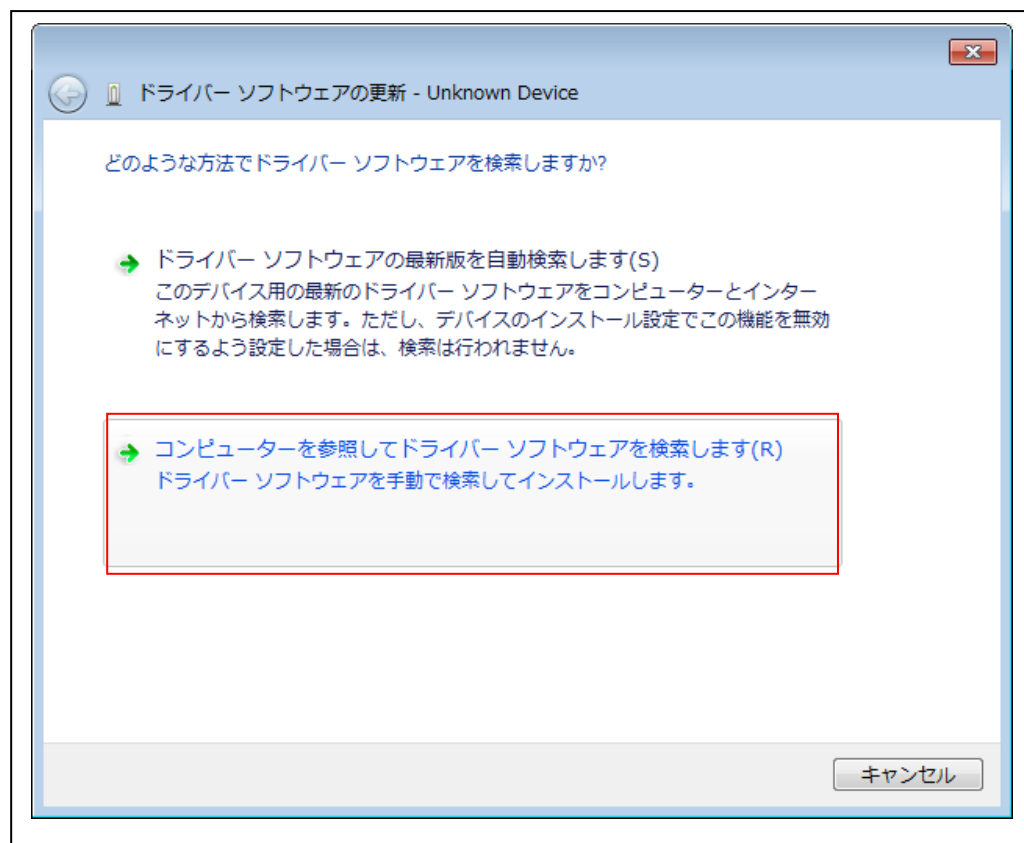 ドライバー ソフトウェアの更新 - Unknown Device
どのような方法でドライバー ソフトウェアを検索しますか?
ドライバー ソフトウェアの最新版を自動検索します(S)
このデバイス用の最新のドライバー ソフトウェアをコンピューターとインター
ネットから検索します。ただし、デバイスのインストール設定でこの機能を無効
にするよう設定した場合は、検索は行われません。
コンピューターを参照してドライバー ソフトウェアを検索します(R)
ドライバー ソフトウェアを手動で検索してインストールします。
キャンセル